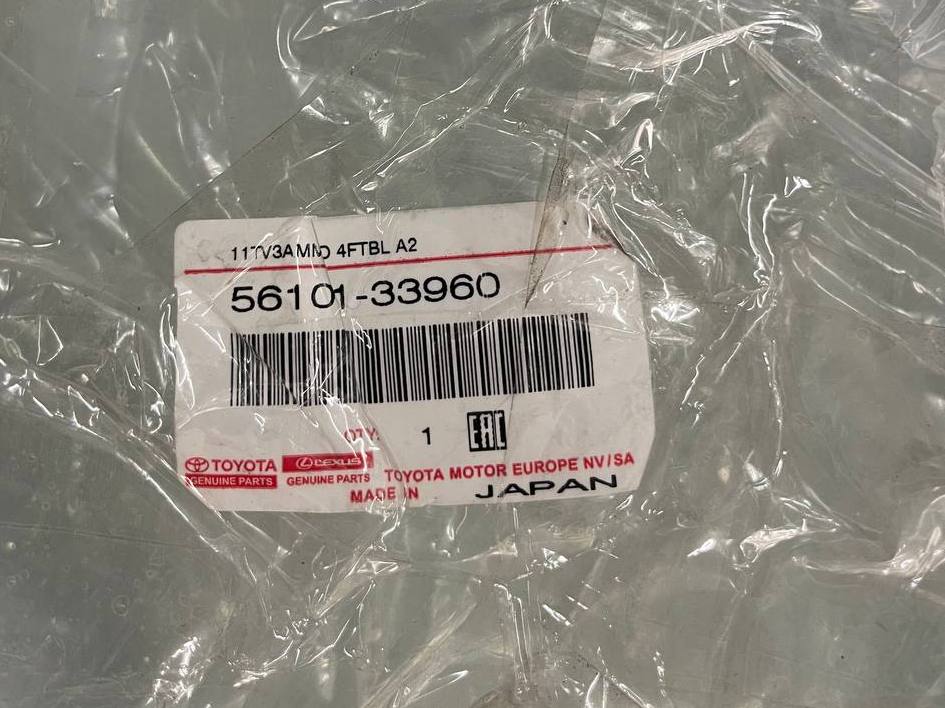 4FTBL A2
56101-33960
QTY: 1 EAC
TOYOTA LEXUS
GENUINE PARTS GENUINE PARTS TOYOTA MOTOR EUROPE NV/SA
MADE IN JAPAN